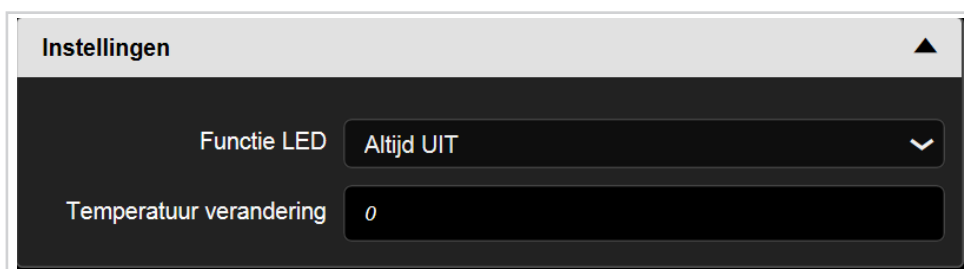 Instellingen
Functie LED Altijd UIT
Temperatuur verandering 0